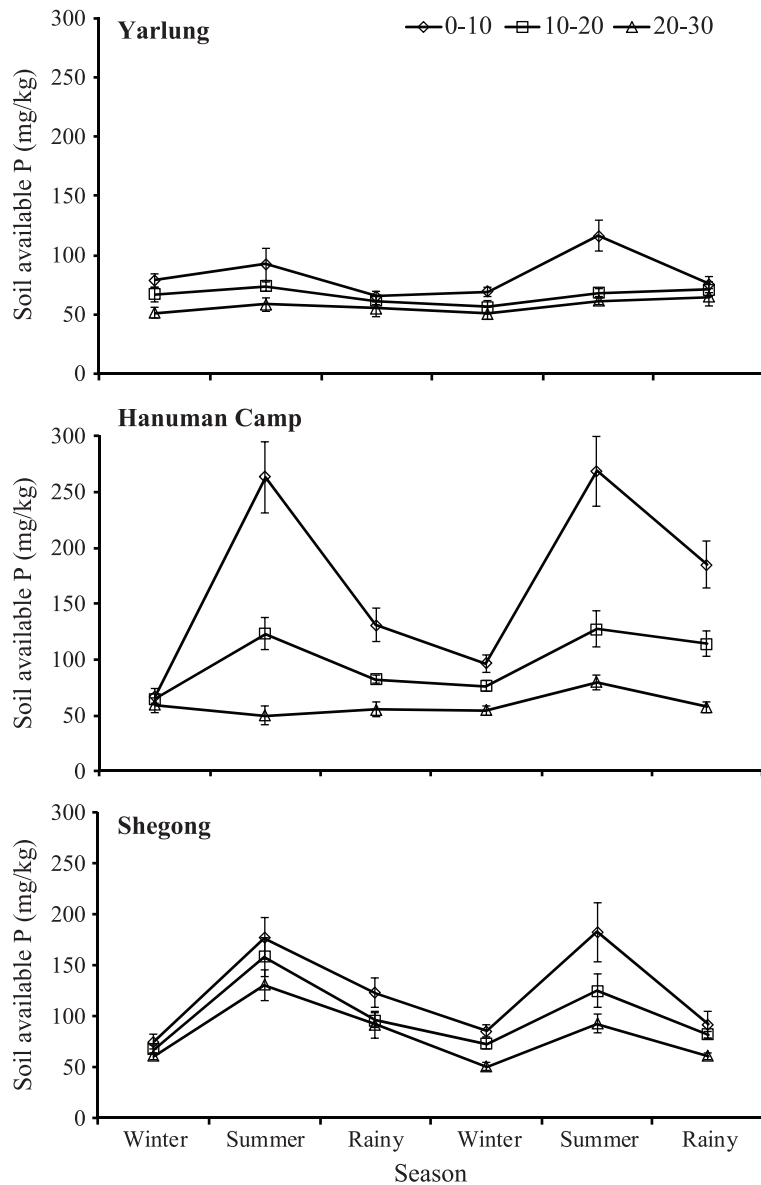 Yarlung
0-10 10-20 20-30
Soil available P (mg/kg)
300
250
200
150
100
50
0
Hanuman Camp
Soil available P (mg/kg)
300
250
200
150
100
50
0
Shegong
Soil available P (mg/kg)
300
250
200
150
100
50
0
Winter Summer Rainy Winter Summer Rainy
Season